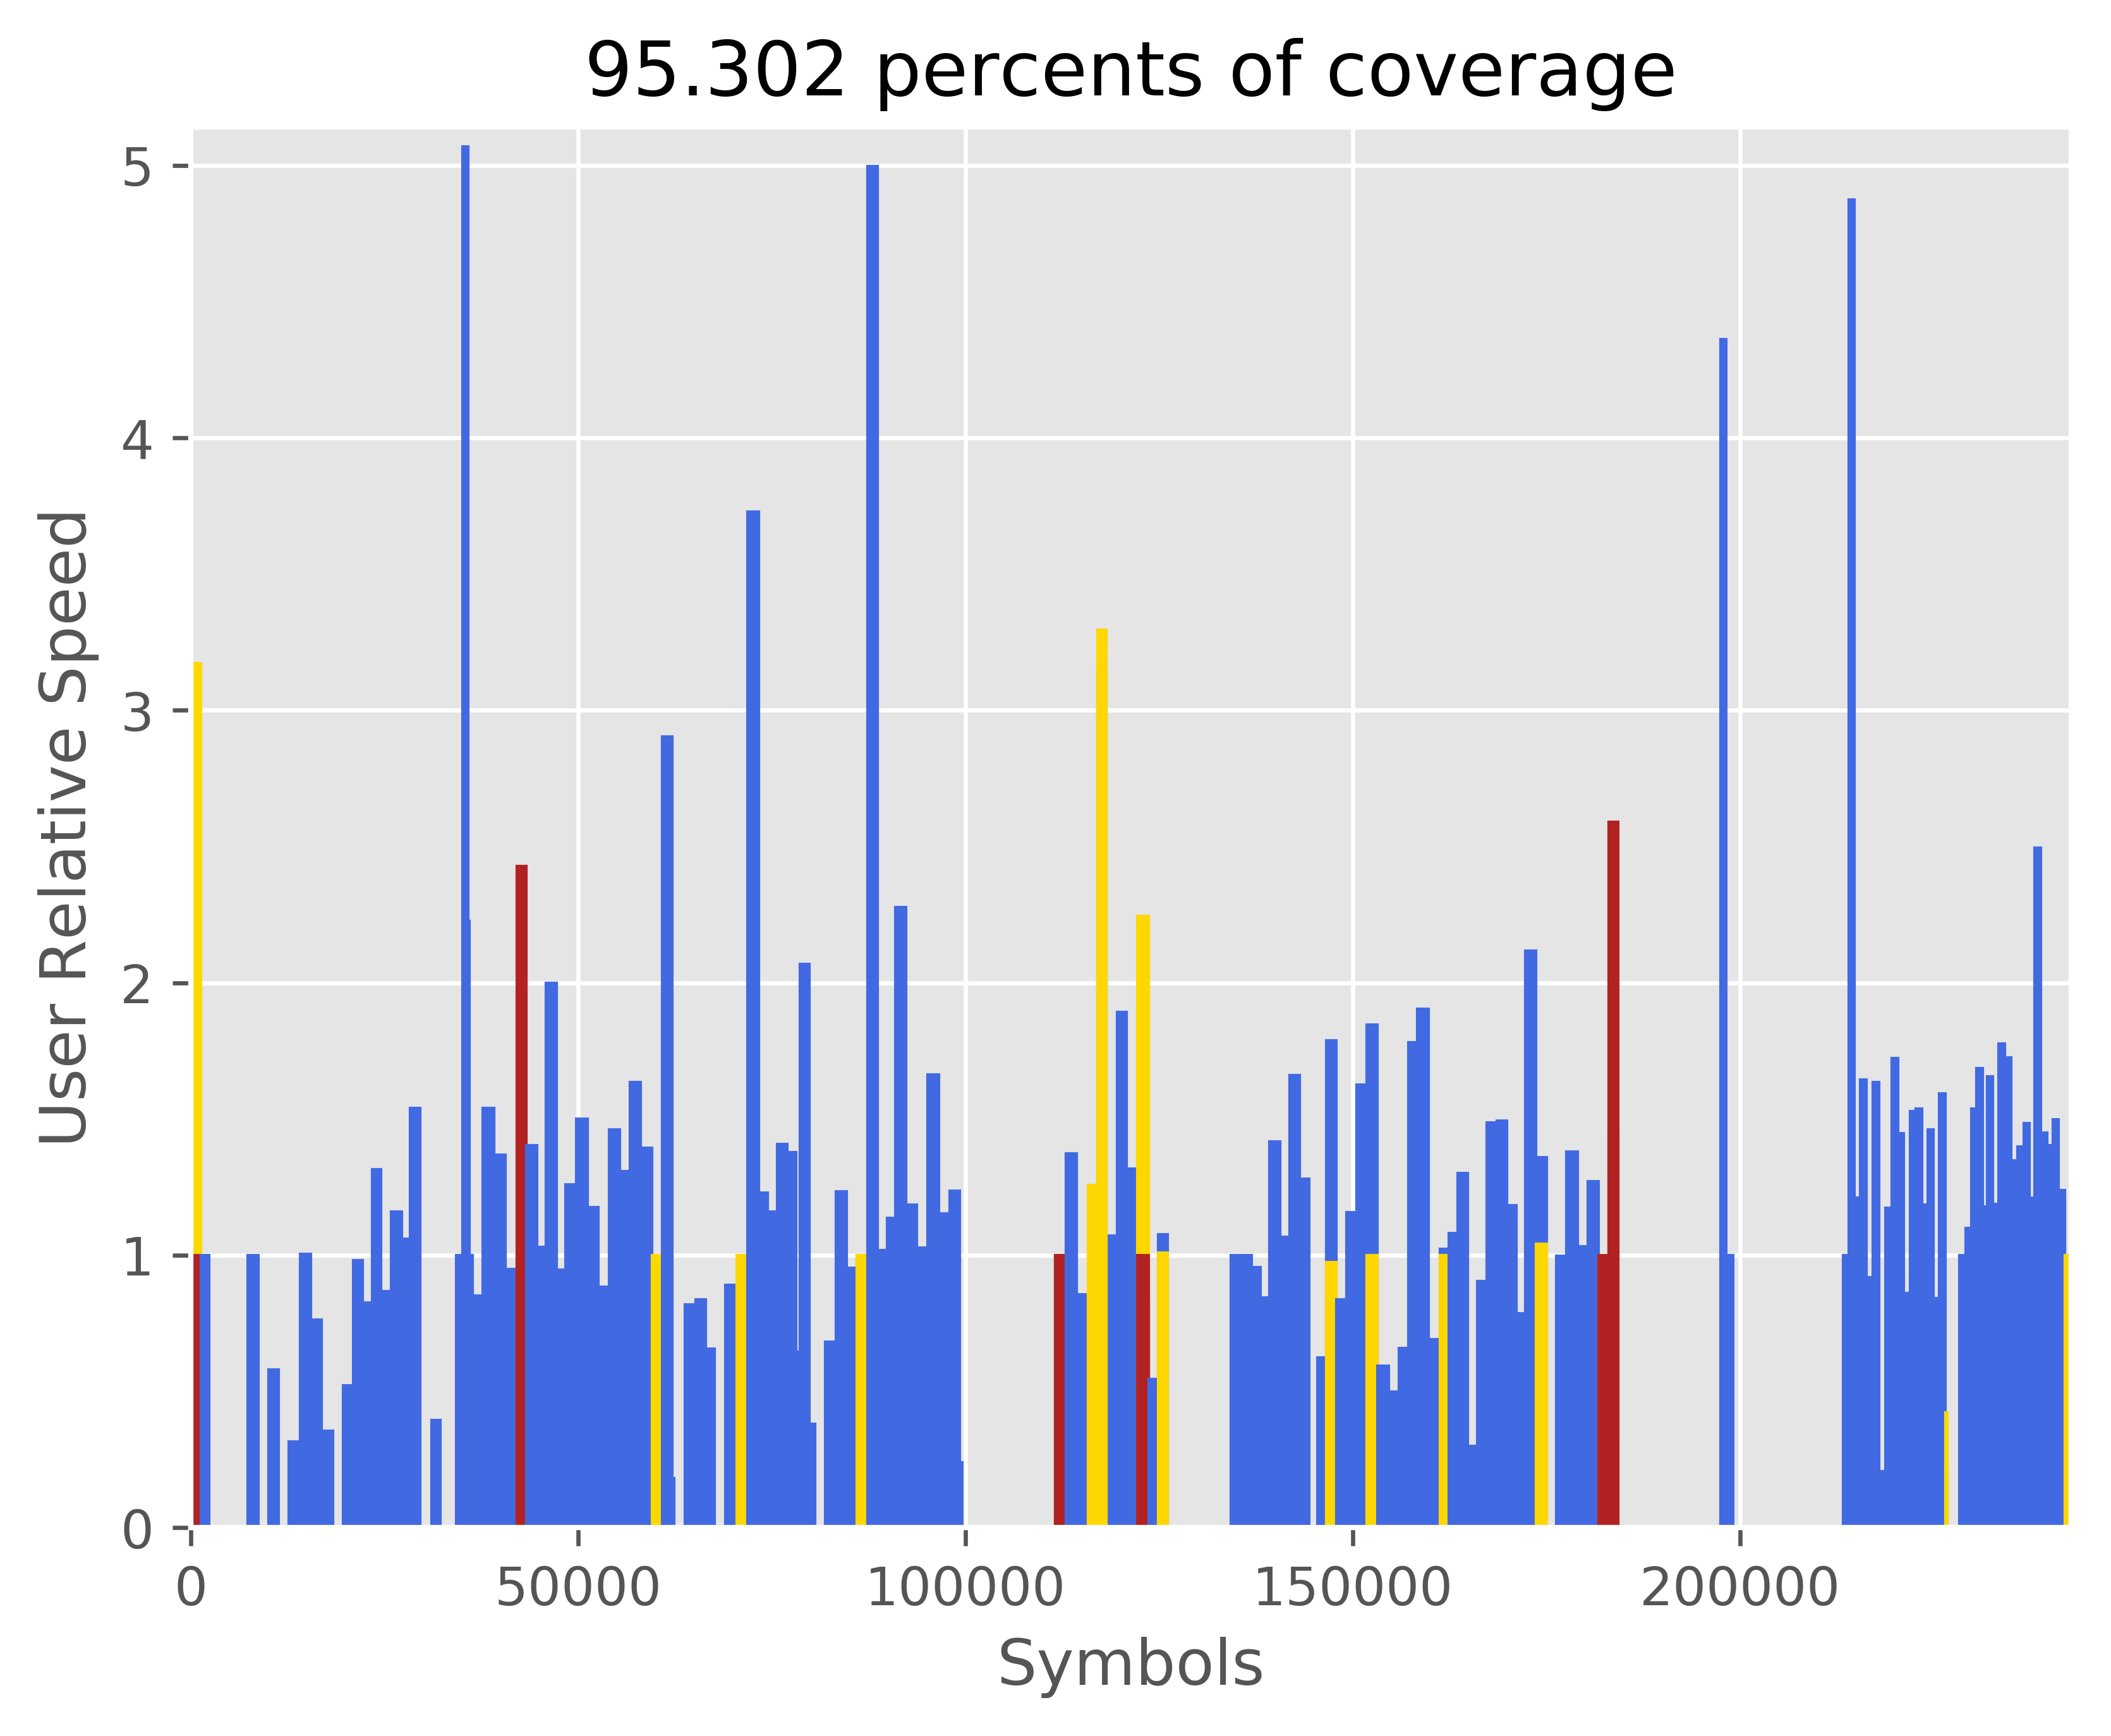 95.302 percents of coverage
User Relative Speed
5
4
3
2
1
0
0 50000 100000 150000 200000
Symbols